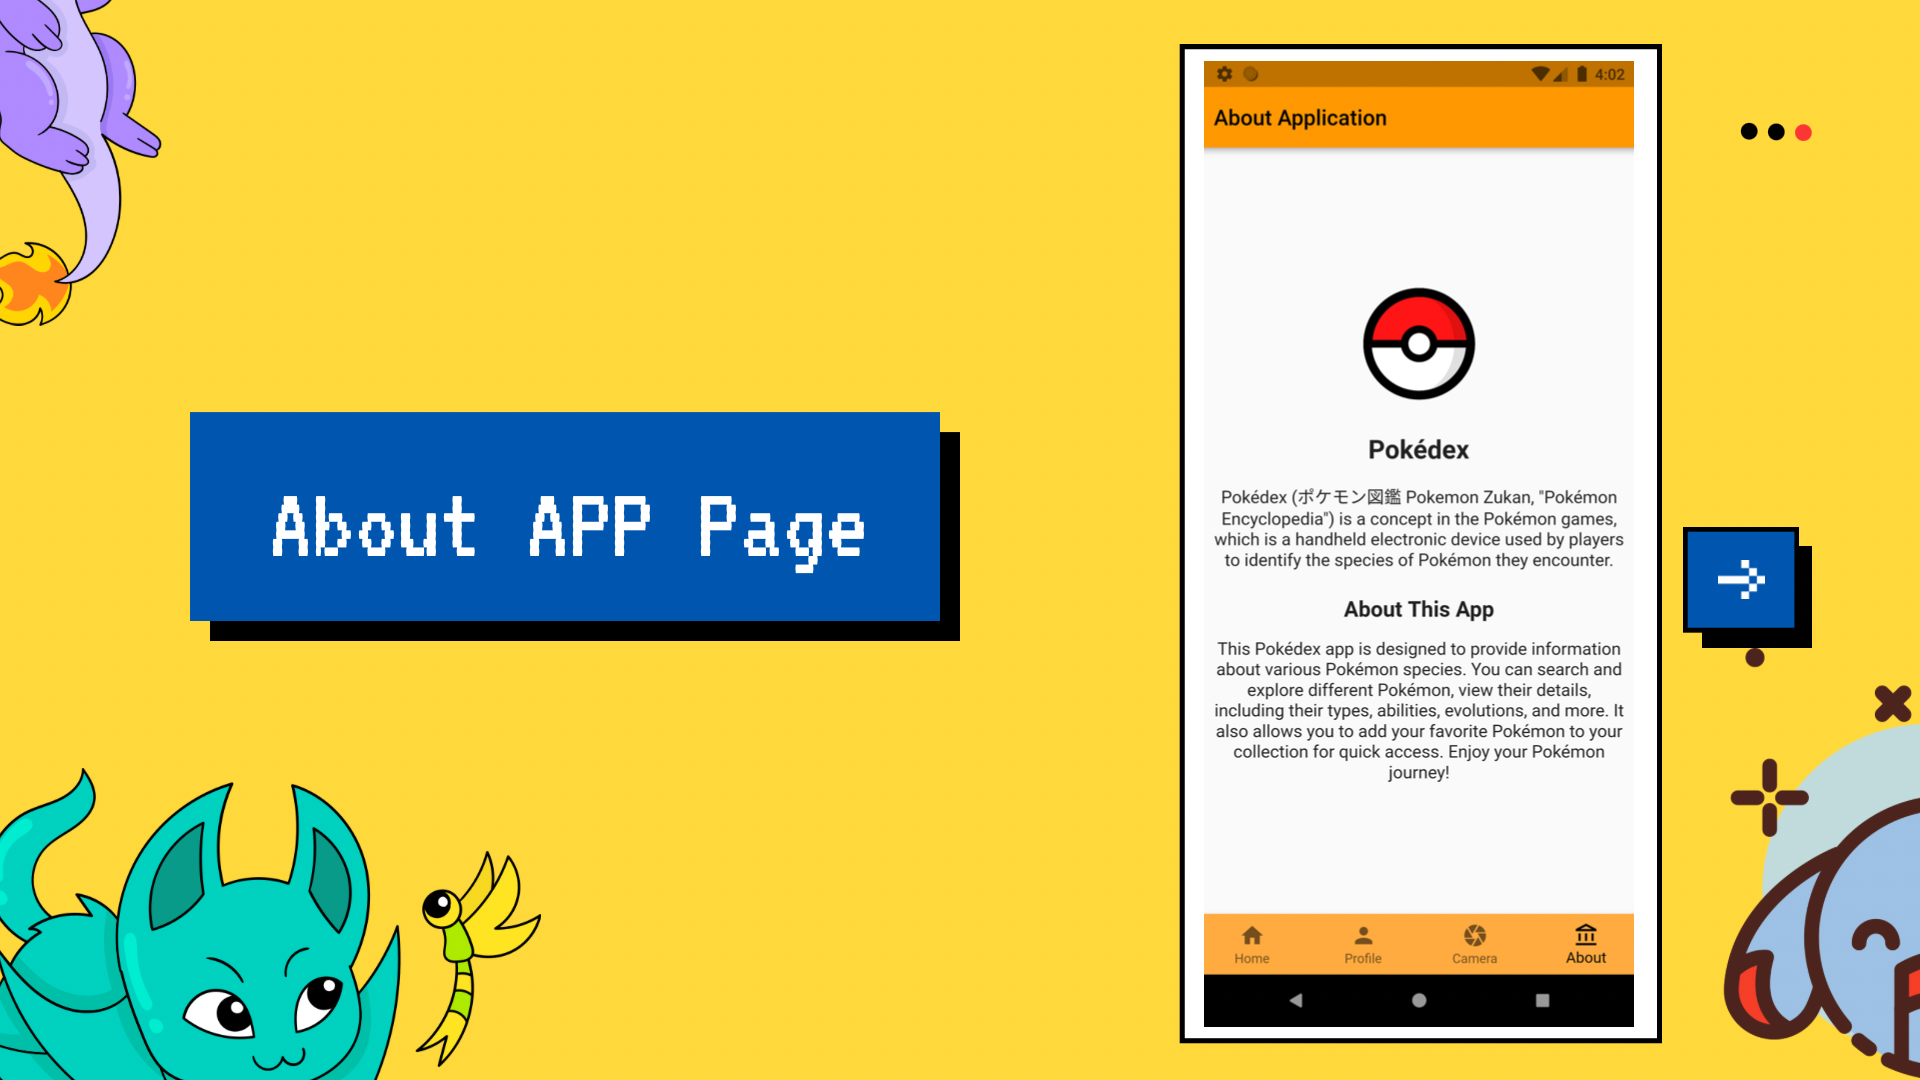 About APP Page
4:02
About Application
Pokédex
Pokédex (ポケモン図鑑 Pokemon Zukan, "Pokémon
Encyclopedia") is a concept in the Pokémon games,
which is a handheld electronic device used by players
to identify the species of Pokémon they encounter.
About This App
This Pokédex app is designed to provide information
about various Pokémon species. You can search and
explore different Pokémon, view their details,
including their types, abilities, evolutions, and more. It
also allows you to add your favorite Pokémon to your
collection for quick access. Enjoy your Pokémon
journey!
Home Profile Camera About